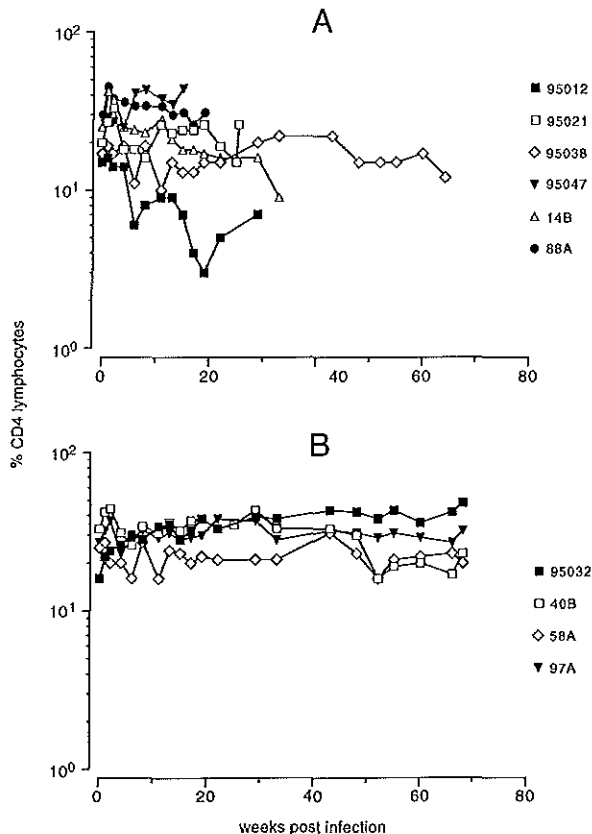 A
10²
10¹
10⁰
0 20 40 60 80
95012
95021
95038
95047
14B
88A
% CD4 lymphocytes
B
10²
10¹
10⁰
0 20 40 60 80
95032
40B
58A
97A
weeks post infection